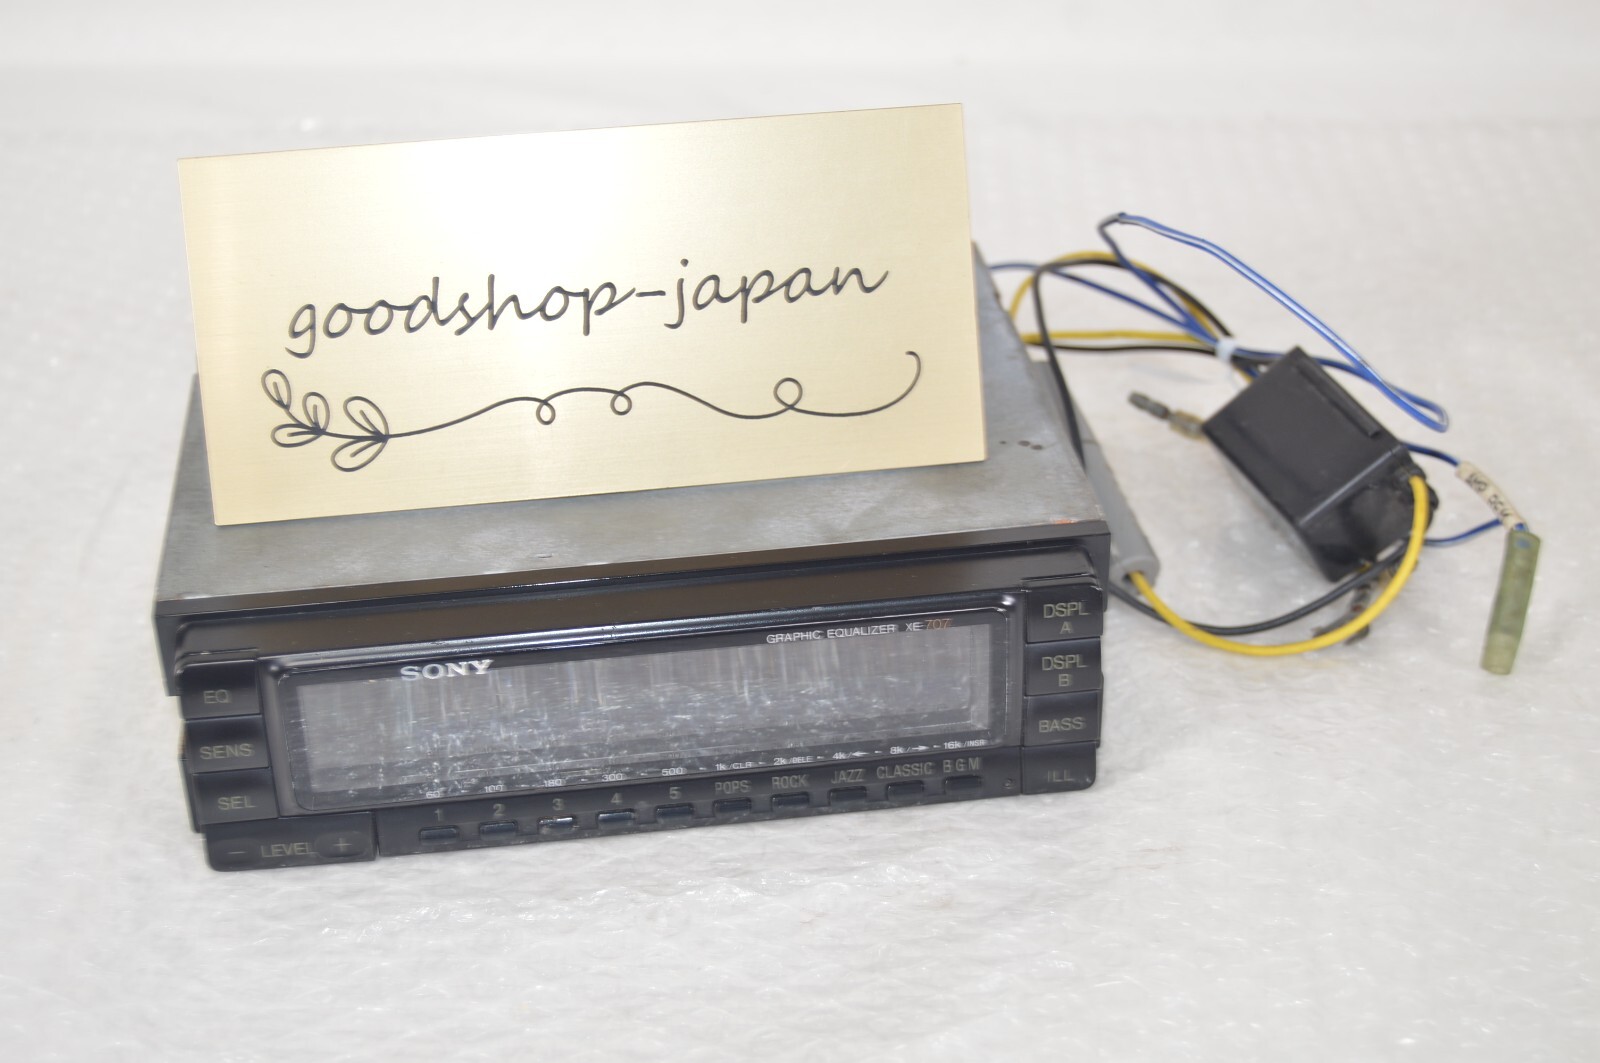 goodshop-japan
GRAPHIC EQUALIZER XE-707
SONY
DSPL A
DSPL B
BASS
ILL
EQ
SENS
SEL
- LEVEL +
60 100 180 300 500 1k/CLR 2k/DELE 4k/← 8k/→ 16k/INSR
1 2 3 4 5 POPS ROCK JAZZ CLASSIC BGM